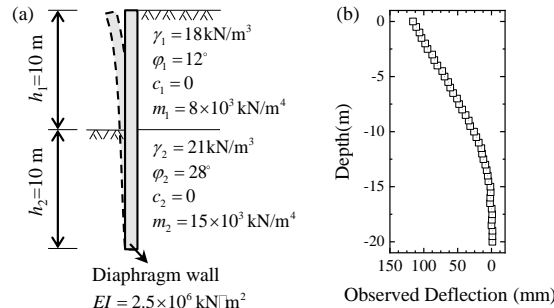 (a)
h₁=10 m
γ₁ = 18kN/m³
φ₁ = 12°
c₁ = 0
m₁ = 8×10³ kN/m⁴
h₂=10 m
γ₂ = 21kN/m³
φ₂ = 28°
c₂ = 0
m₂ = 15×10³ kN/m⁴
Diaphragm wall
EI = 2.5×10⁶ kN□m²
(b)
0
−5
−10
−15
−20
Depth(m)
150 100 50 0
Observed Deflection (mm)